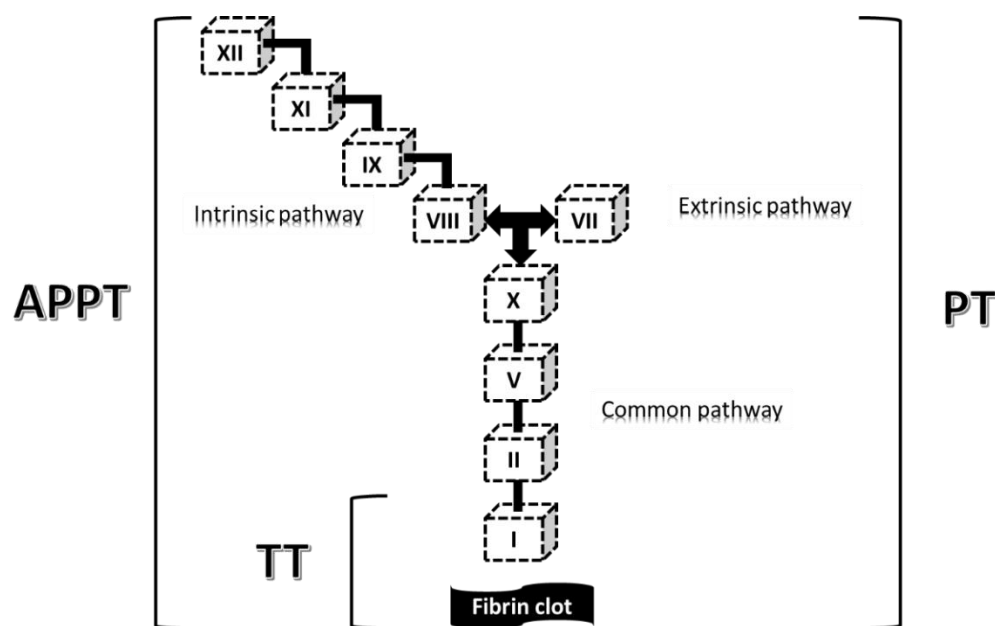 XII
XI
IX
VIII
VII
Intrinsic pathway
Extrinsic pathway
APPT
X
PT
V
Common pathway
II
I
TT
Fibrin clot